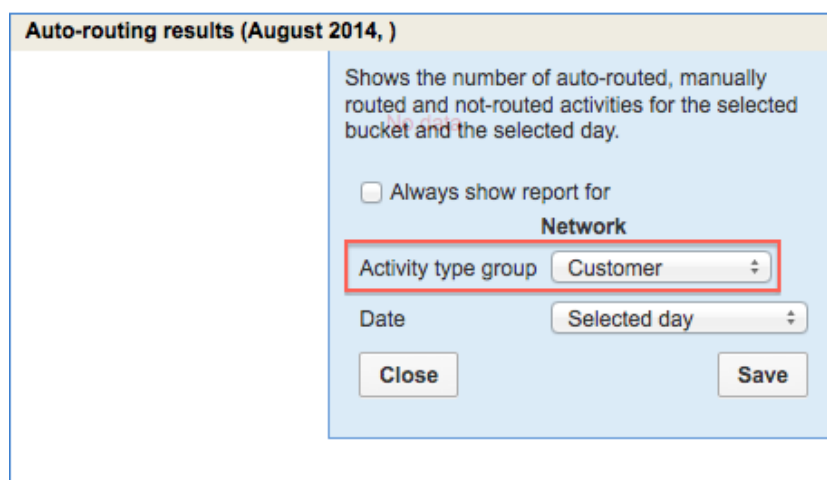 Auto-routing results (August 2014, )
Shows the number of auto-routed, manually
routed and not-routed activities for the selected
No data
bucket and the selected day.
Always show report for
Network
Activity type group Customer
Date Selected day
Close Save